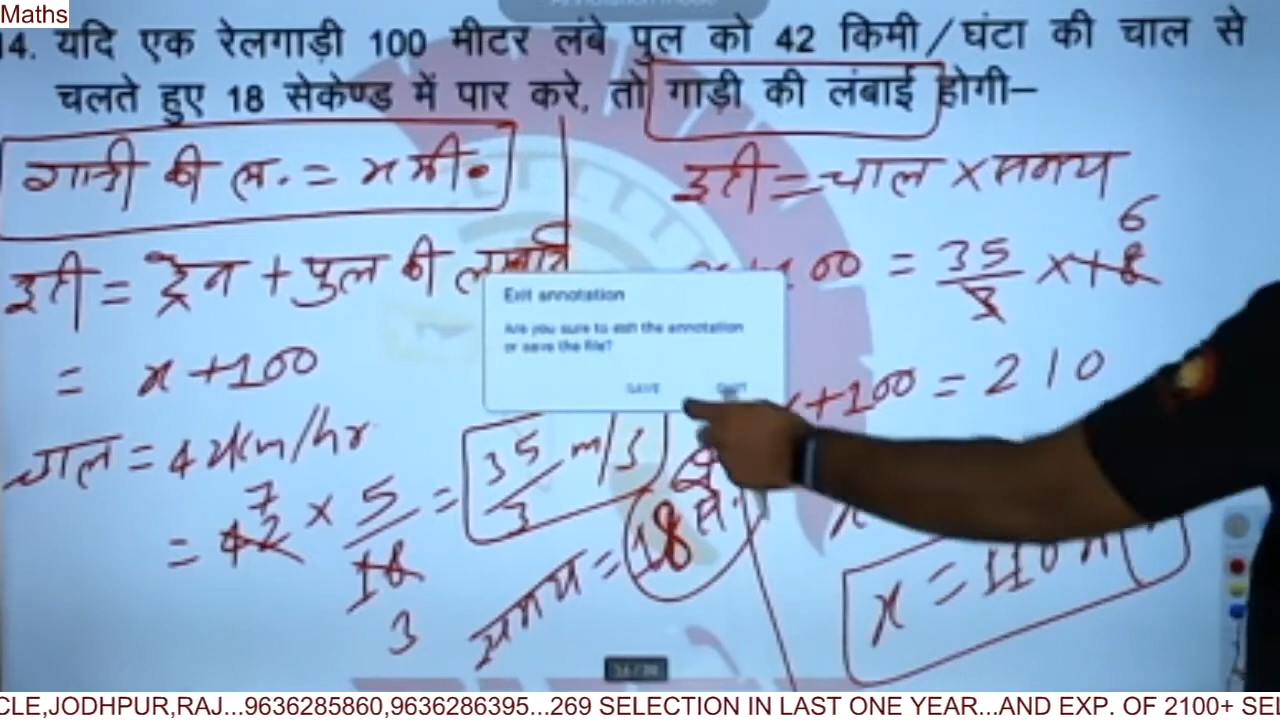 Maths
14. यदि एक रेलगाड़ी 100 मीटर लंबे पुल को 42 किमी/घंटा की चाल से
चलते हुए 18 सेकेण्ड में पार करे, तो गाड़ी की लंबाई होगी–
गाड़ी की ल. = x मी.
दूरी = ट्रेन + पुल की लम्बाई
= x + 100
चाल = 42km/hr
= 42 7 × 5/18 3 = 35/3 m/s
समय = 18 से.
दूरी = चाल × समय
x + 100 = 35/3 × 18 6
x + 100 = 210
x
x = 110 m
Exit annotation
Are you sure to exit the annotation
or save the file?
SAVE QUIT
CLE,JODHPUR,RAJ...9636285860,9636286395...269 SELECTION IN LAST ONE YEAR...AND EXP. OF 2100+ SEL